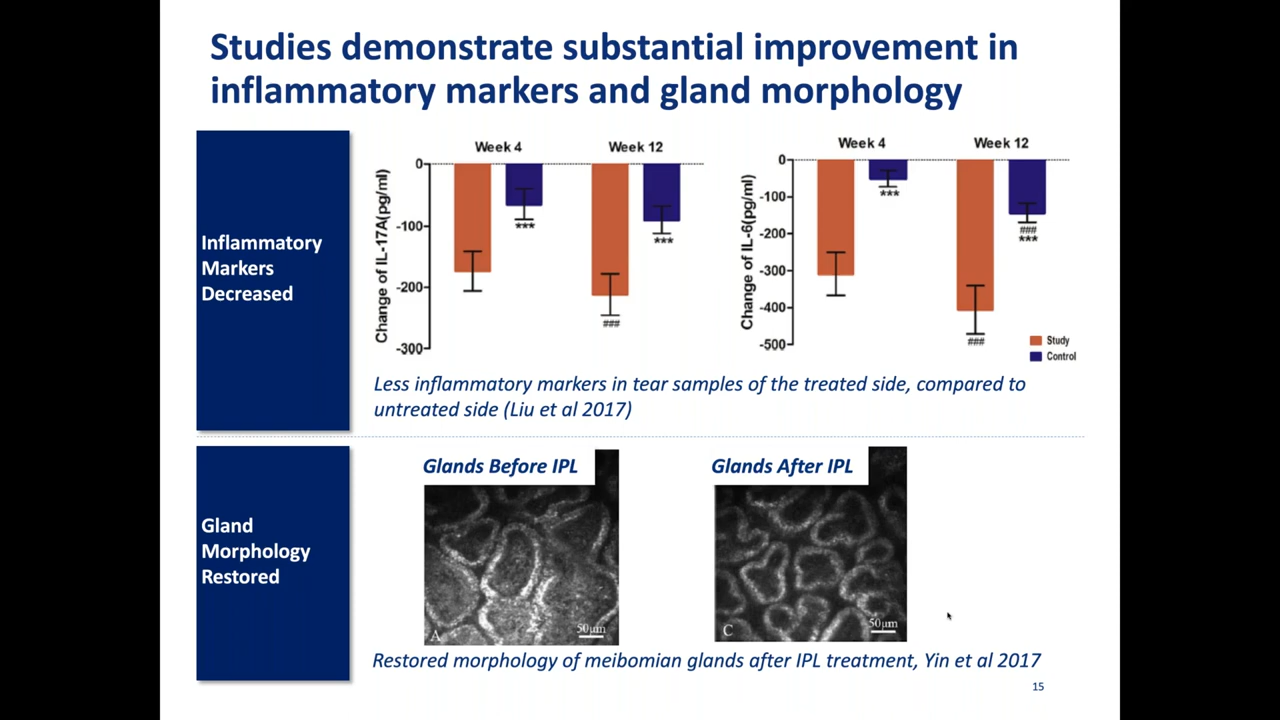 Studies demonstrate substantial improvement in
inflammatory markers and gland morphology
Inflammatory
Markers
Decreased
Week 4
Week 12
Change of IL-17A(pg/ml)
0
-100
-200
-300
***
###
***
Week 4
Week 12
Change of IL-6(pg/ml)
0
-100
-200
-300
-400
-500
***
###
###
***
Study
Control
Less inflammatory markers in tear samples of the treated side, compared to
untreated side (Liu et al 2017)
Gland
Morphology
Restored
Glands Before IPL
A
50μm
Glands After IPL
C
50μm
Restored morphology of meibomian glands after IPL treatment, Yin et al 2017
15